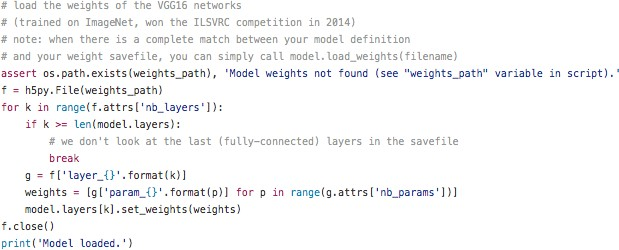 # load the weights of the VGG16 networks
# (trained on ImageNet, won the ILSVRC competition in 2014)
# note: when there is a complete match between your model definition
# and your weight savefile, you can simply call model.load_weights(filename)
assert os.path.exists(weights_path), 'Model weights not found (see "weights_path" variable in script).'
f = h5py.File(weights_path)
for k in range(f.attrs['nb_layers']):
    if k >= len(model.layers):
        # we don't look at the last (fully-connected) layers in the savefile
        break
    g = f['layer_{}'.format(k)]
    weights = [g['param_{}'.format(p)] for p in range(g.attrs['nb_params'])]
    model.layers[k].set_weights(weights)
f.close()
print('Model loaded.')